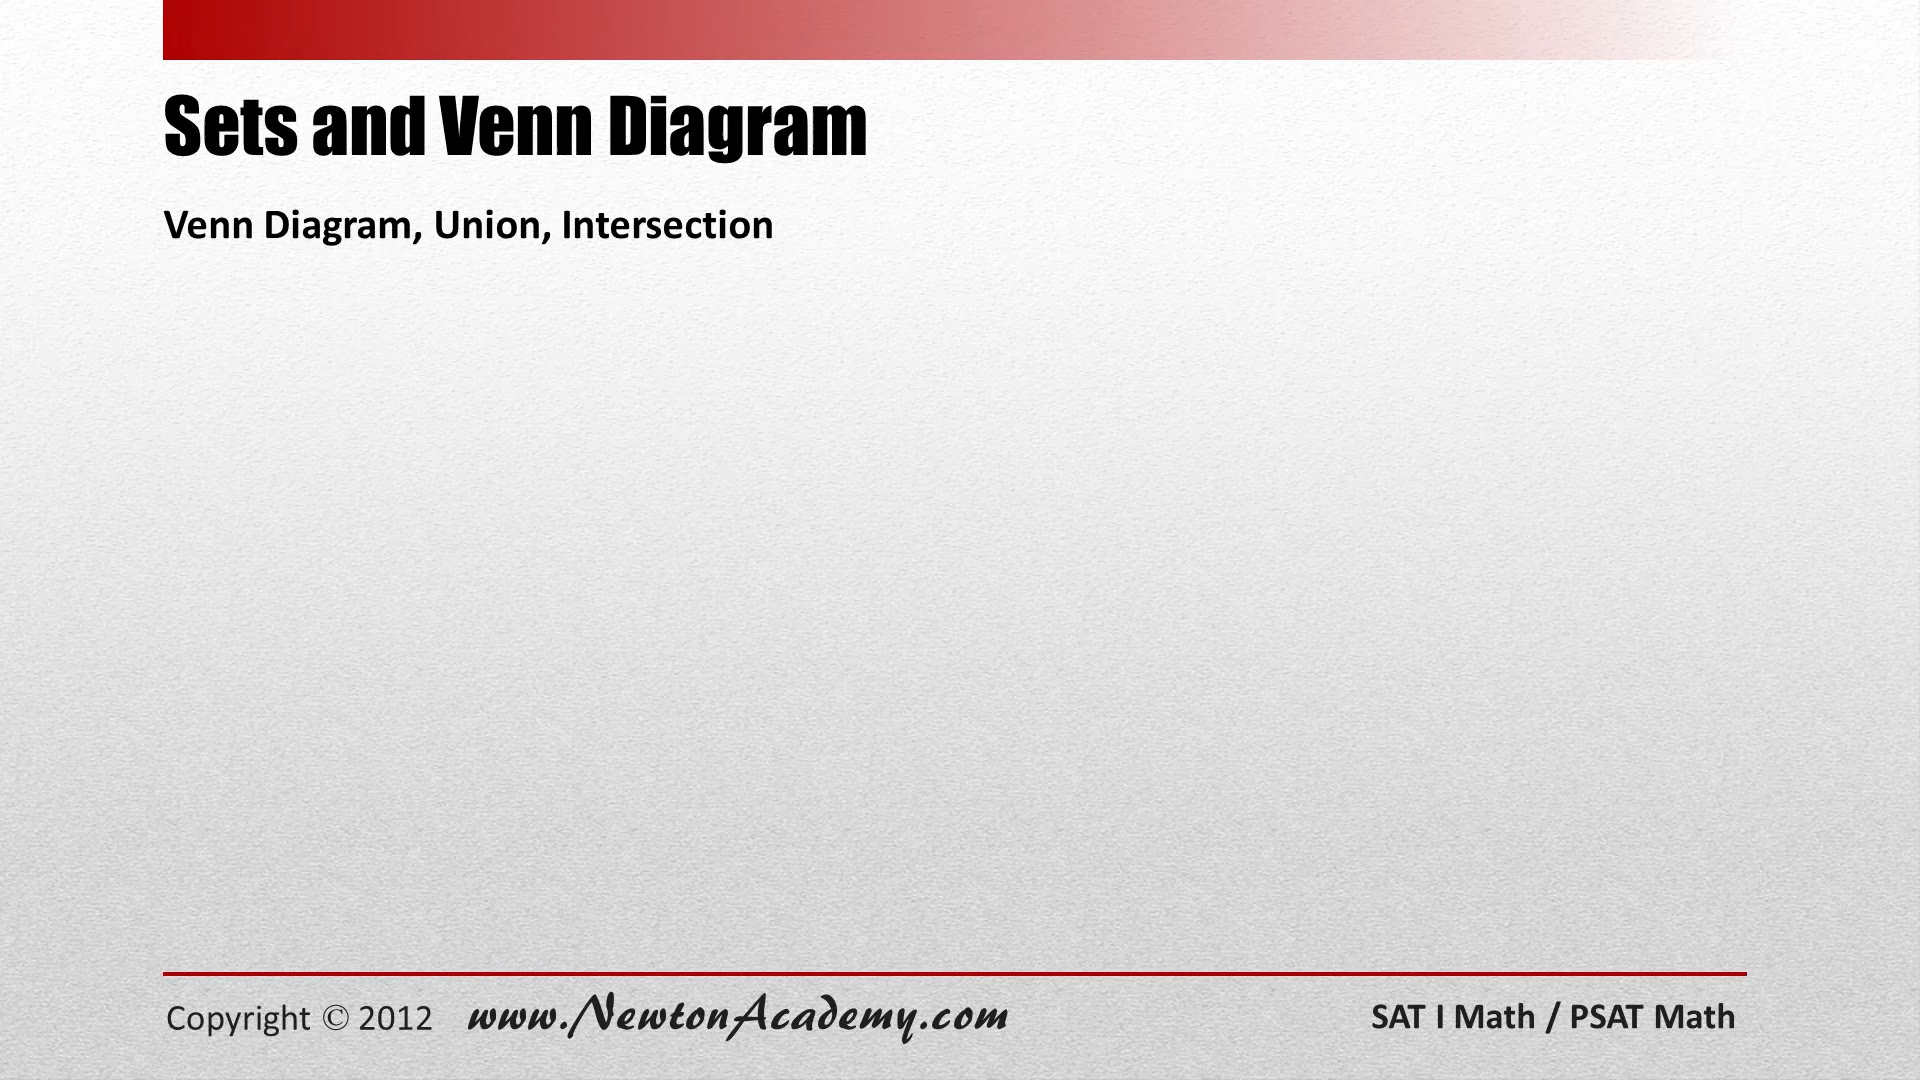 Sets and Venn Diagram
Venn Diagram, Union, Intersection
Copyright © 2012 www.NewtonAcademy.com
SAT I Math / PSAT Math